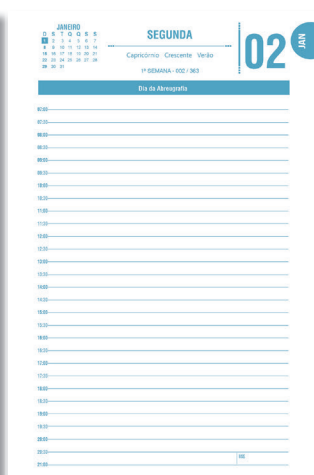 JANEIRO
D S T Q Q S S
1 2 3 4 5 6 7
8 9 10 11 12 13 14
15 16 17 18 19 20 21
22 23 24 25 26 27 28
29 30 31
SEGUNDA
Capricórnio Crescente Verão
1ª SEMANA - 002 / 363
02
JAN
Dia da Abreugrafia
07:00
07:30
08:00
08:30
09:00
09:30
10:00
10:30
11:00
11:30
12:00
12:30
13:00
13:30
14:00
14:30
15:00
15:30
16:00
16:30
17:00
17:30
18:00
18:30
19:00
19:30
20:00
20:30
21:00